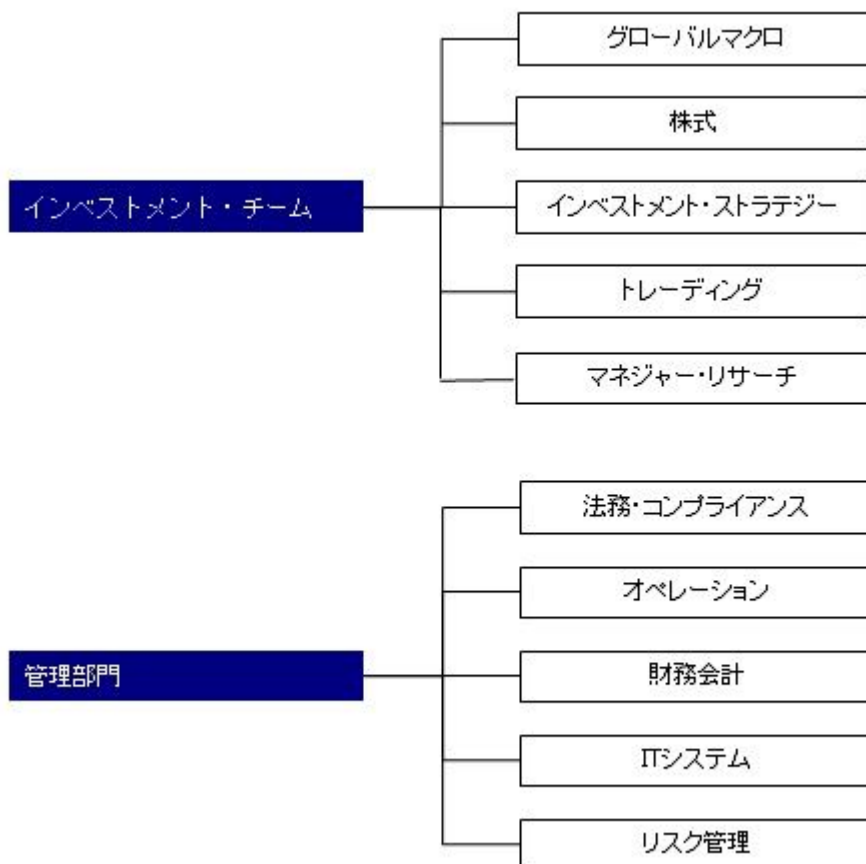 グローバルマクロ
株式
インベストメント・チーム
インベストメント・ストラテジー
トレーディング
マネジャー・リサーチ
法務・コンプライアンス
オペレーション
管理部門
財務会計
ITシステム
リスク管理